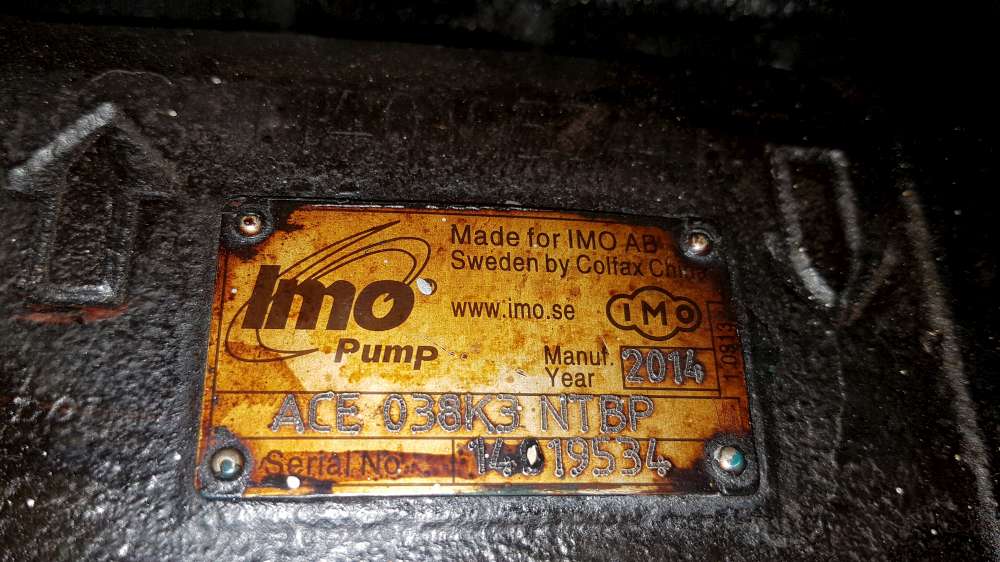 Made for IMO AB
Sweden by Colfax
Imo
Pump
www.imo.se
IMO
Manuf.
Year
2014
ACE 038K3 NTBP
Serial No.